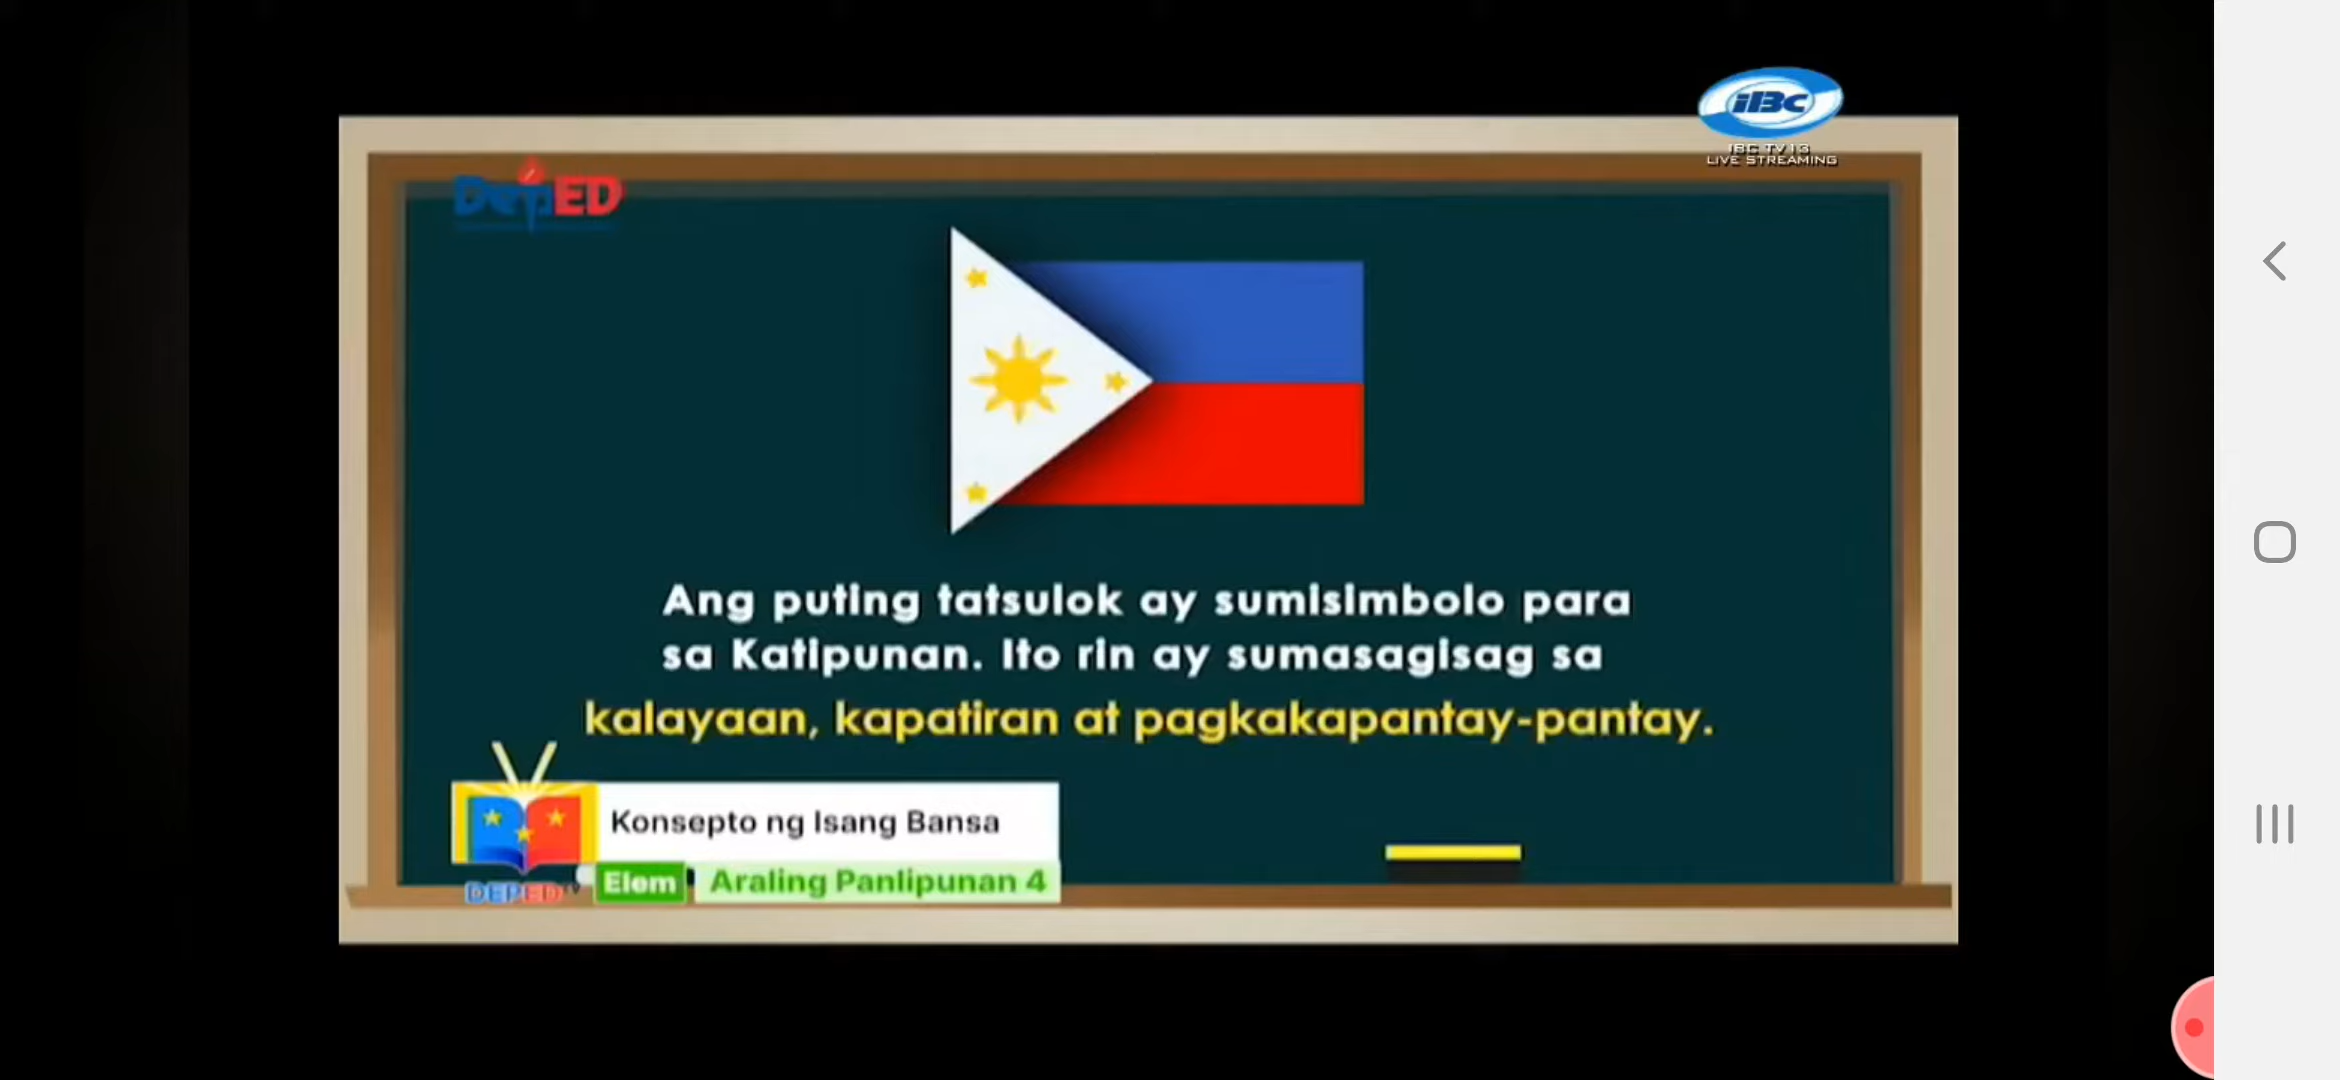 iBC
IBC TV13
LIVE STREAMING
DepED
Ang puting tatsulok ay sumisimbolo para
sa Katipunan. Ito rin ay sumasagisag sa
kalayaan, kapatiran at pagkakapantay-pantay.
Konsepto ng Isang Bansa
DEPED TV
Elem
Araling Panlipunan 4